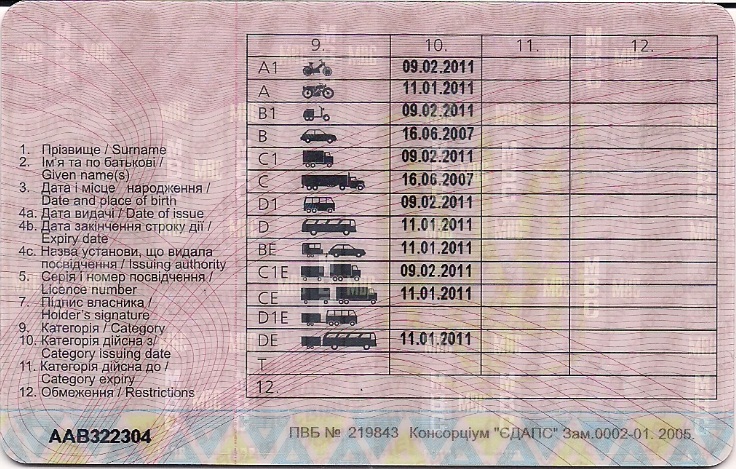 9. 10. 11. 12.
A1 09.02.2011
A 11.01.2011
B1 09.02.2011
B 16.06.2007
C1 09.02.2011
C 16.06.2007
D1 09.02.2011
D 11.01.2011
BE 11.01.2011
C1E 09.02.2011
CE 11.01.2011
D1E
DE 11.01.2011
T
12.
1. Прізвище / Surname
2. Ім'я та по батькові /
Given name(s)
3. Дата і місце народження /
Date and place of birth
4a. Дата видачі / Date of issue
4b. Дата закінчення строку дії /
Expiry date
4c. Назва установи, що видала
посвідчення / Issuing authority
5. Серія і номер посвідчення /
Licence number
7. Підпис власника /
Holder's signature
9. Категорія / Category
10. Категорія дійсна з/
Category issuing date
11. Категорія дійсна до /
Category expiry
12. Обмеження / Restrictions
ААВ322304
ПВБ № 219843 Консорціум "ЄДАПС" Зам.0002-01. 2005.